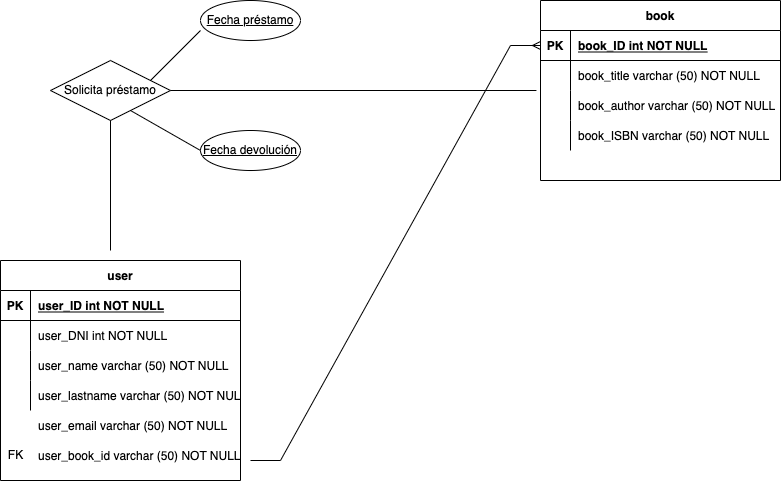 Fecha préstamo
Solicita préstamo
Fecha devolución
book
PK book_ID int NOT NULL
book_title varchar (50) NOT NULL
book_author varchar (50) NOT NULL
book_ISBN varchar (50) NOT NULL
user
PK user_ID int NOT NULL
user_DNI int NOT NULL
user_name varchar (50) NOT NULL
user_lastname varchar (50) NOT NUL
user_email varchar (50) NOT NULL
FK user_book_id varchar (50) NOT NULL